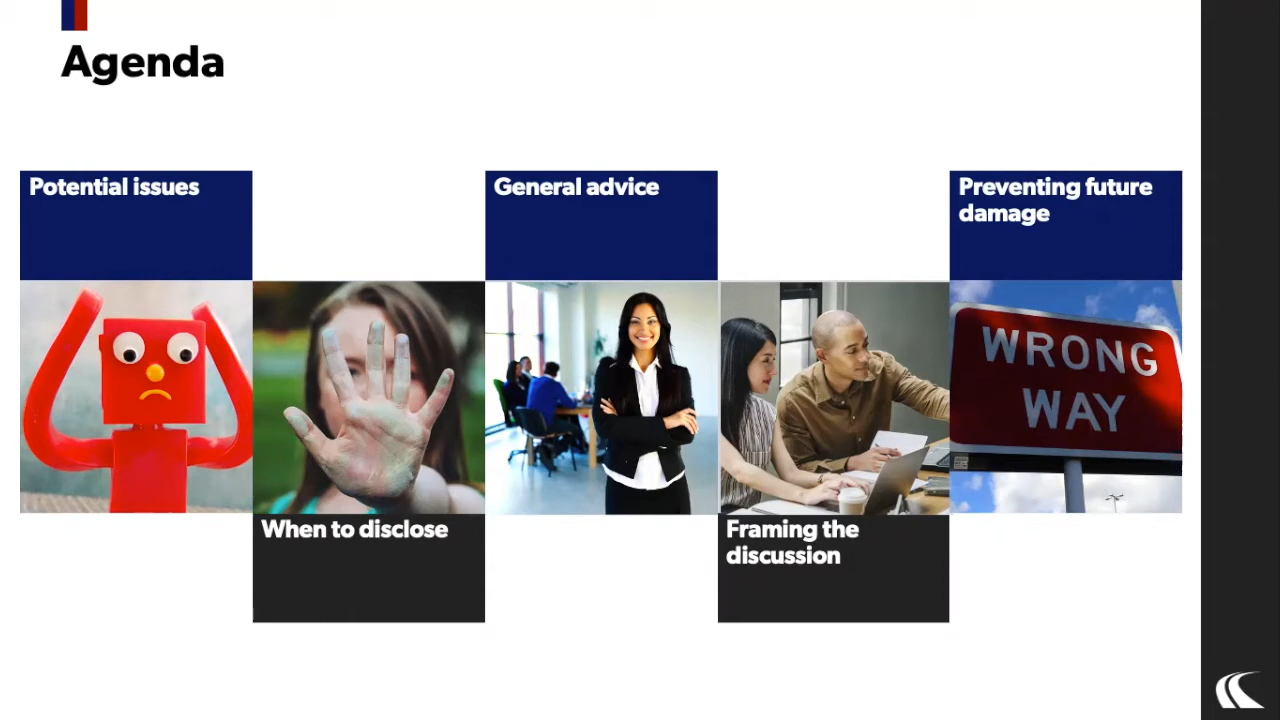 Agenda
Potential issues
When to disclose
General advice
Framing the
discussion
Preventing future
damage
WRONG
WAY